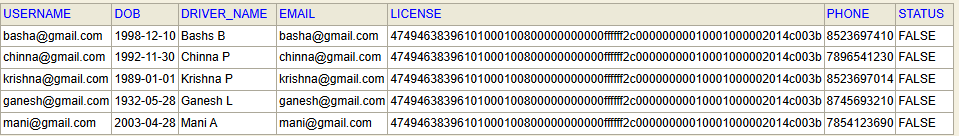 USERNAME DOB DRIVER_NAME EMAIL LICENSE PHONE STATUS
basha@gmail.com 1998-12-10 Bashs B basha@gmail.com 47494638396101000100800000000000ffffff2c00000000010001000002014c003b 8523697410 FALSE
chinna@gmail.com 1992-11-30 Chinna P chinna@gmail.com 47494638396101000100800000000000ffffff2c00000000010001000002014c003b 7896541230 FALSE
krishna@gmail.com 1989-01-01 Krishna P krishna@gmail.com 47494638396101000100800000000000ffffff2c00000000010001000002014c003b 8523697014 FALSE
ganesh@gmail.com 1932-05-28 Ganesh L ganesh@gmail.com 47494638396101000100800000000000ffffff2c00000000010001000002014c003b 8745693210 FALSE
mani@gmail.com 2003-04-28 Mani A mani@gmail.com 47494638396101000100800000000000ffffff2c00000000010001000002014c003b 7854123690 FALSE